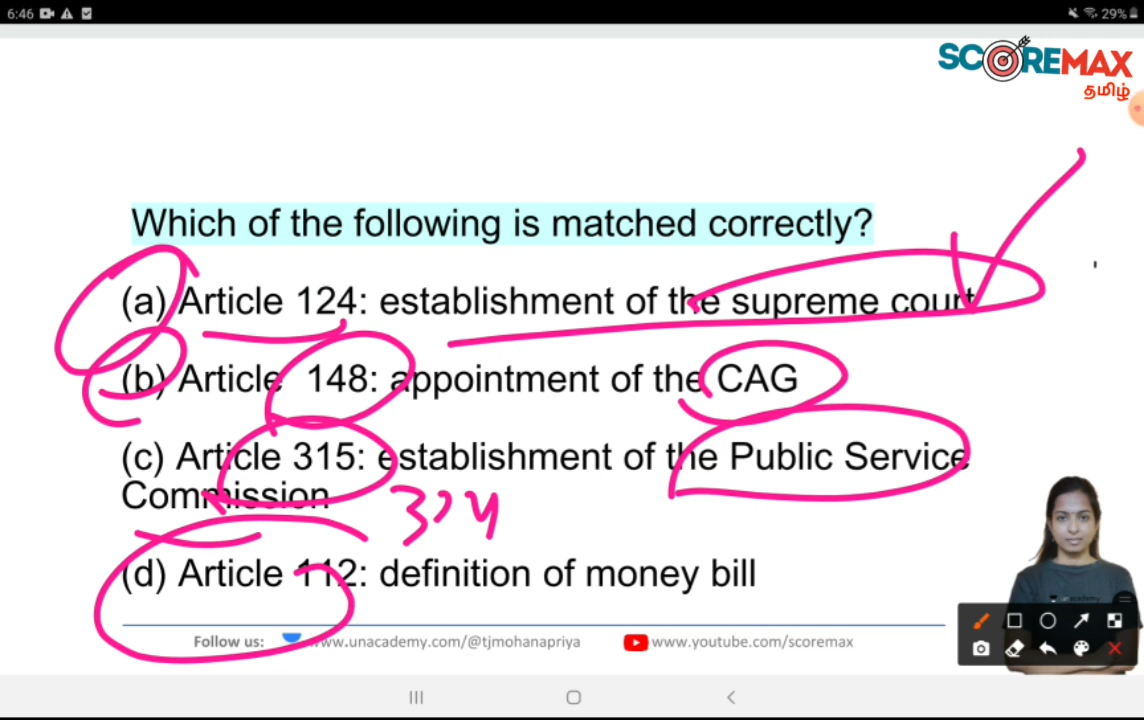 6:46 29%
SCOREMAX
தமிழ்
Which of the following is matched correctly?
(a) Article 124: establishment of the supreme court
(b) Article 148: appointment of the CAG
(c) Article 315: establishment of the Public Service
Commission
324
(d) Article 112: definition of money bill
Follow us: www.unacademy.com/@tjmohanapriya www.youtube.com/scoremax